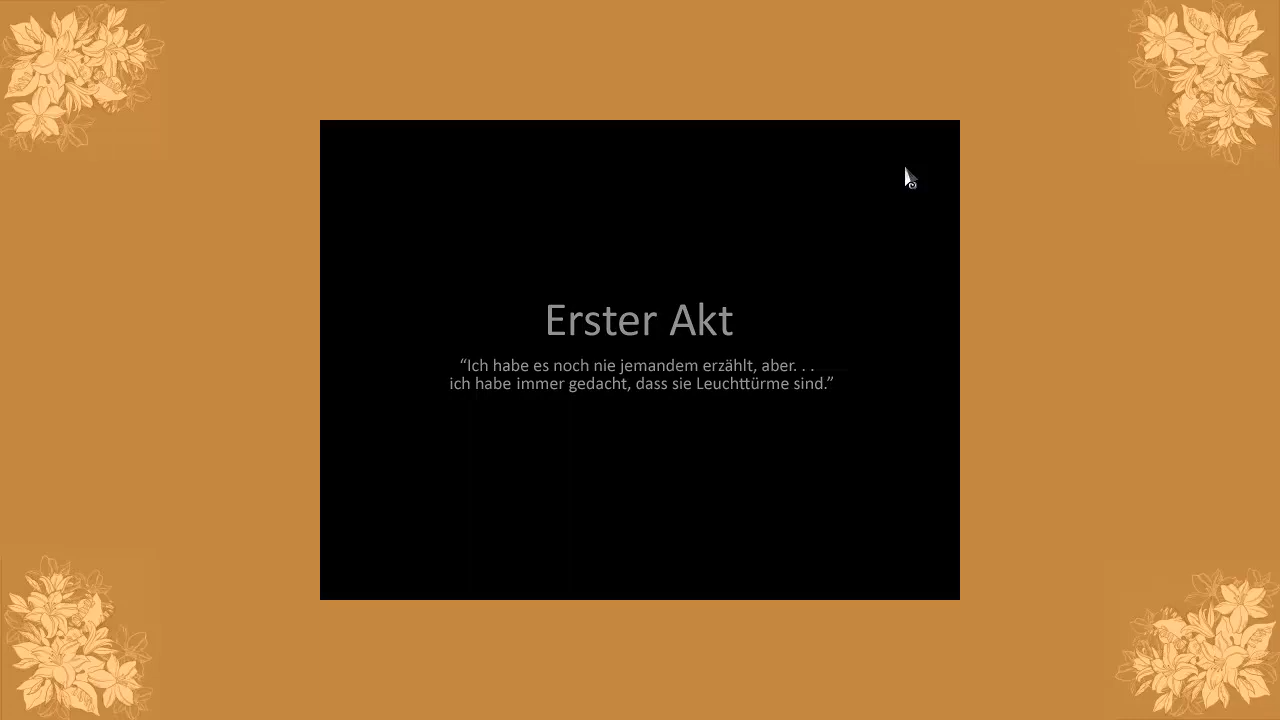 Erster Akt
“Ich habe es noch nie jemandem erzählt, aber. . .
ich habe immer gedacht, dass sie Leuchttürme sind.”